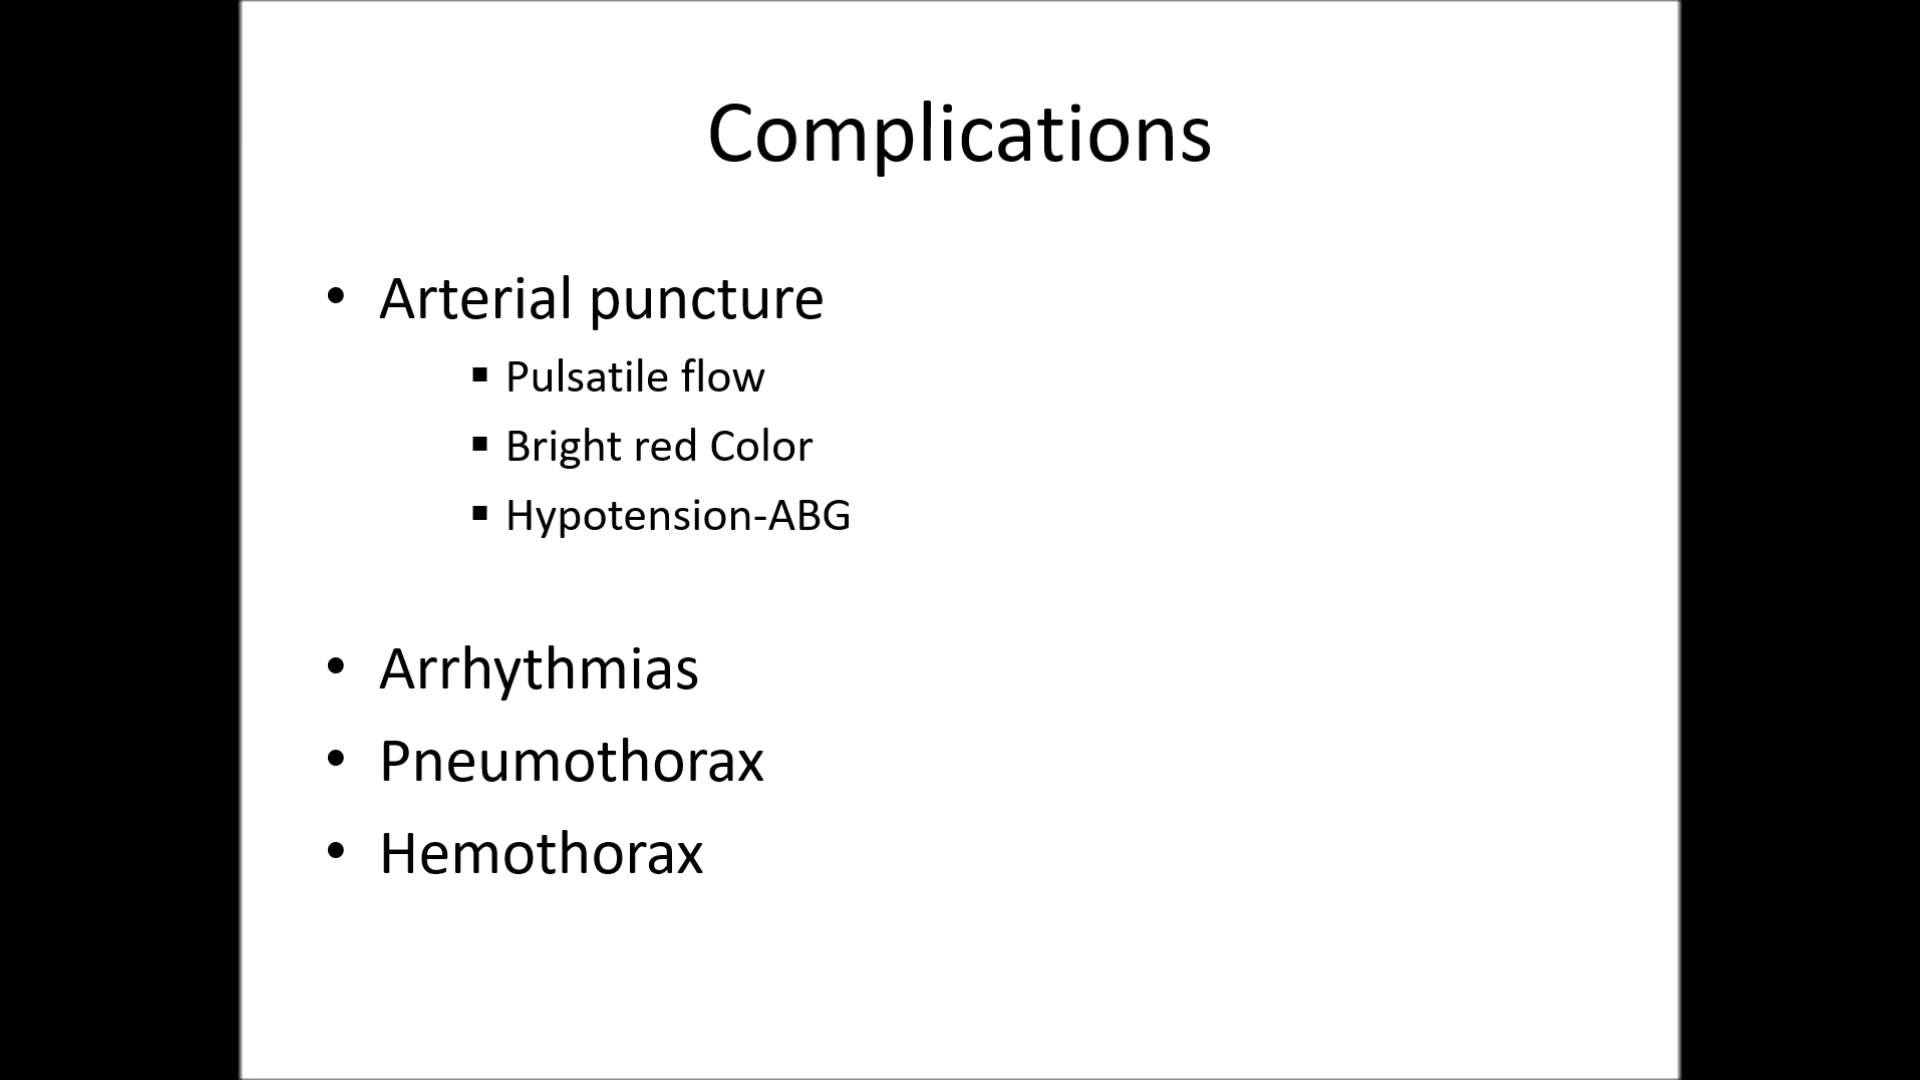 Complications
• Arterial puncture
▪ Pulsatile flow
▪ Bright red Color
▪ Hypotension-ABG
• Arrhythmias
• Pneumothorax
• Hemothorax